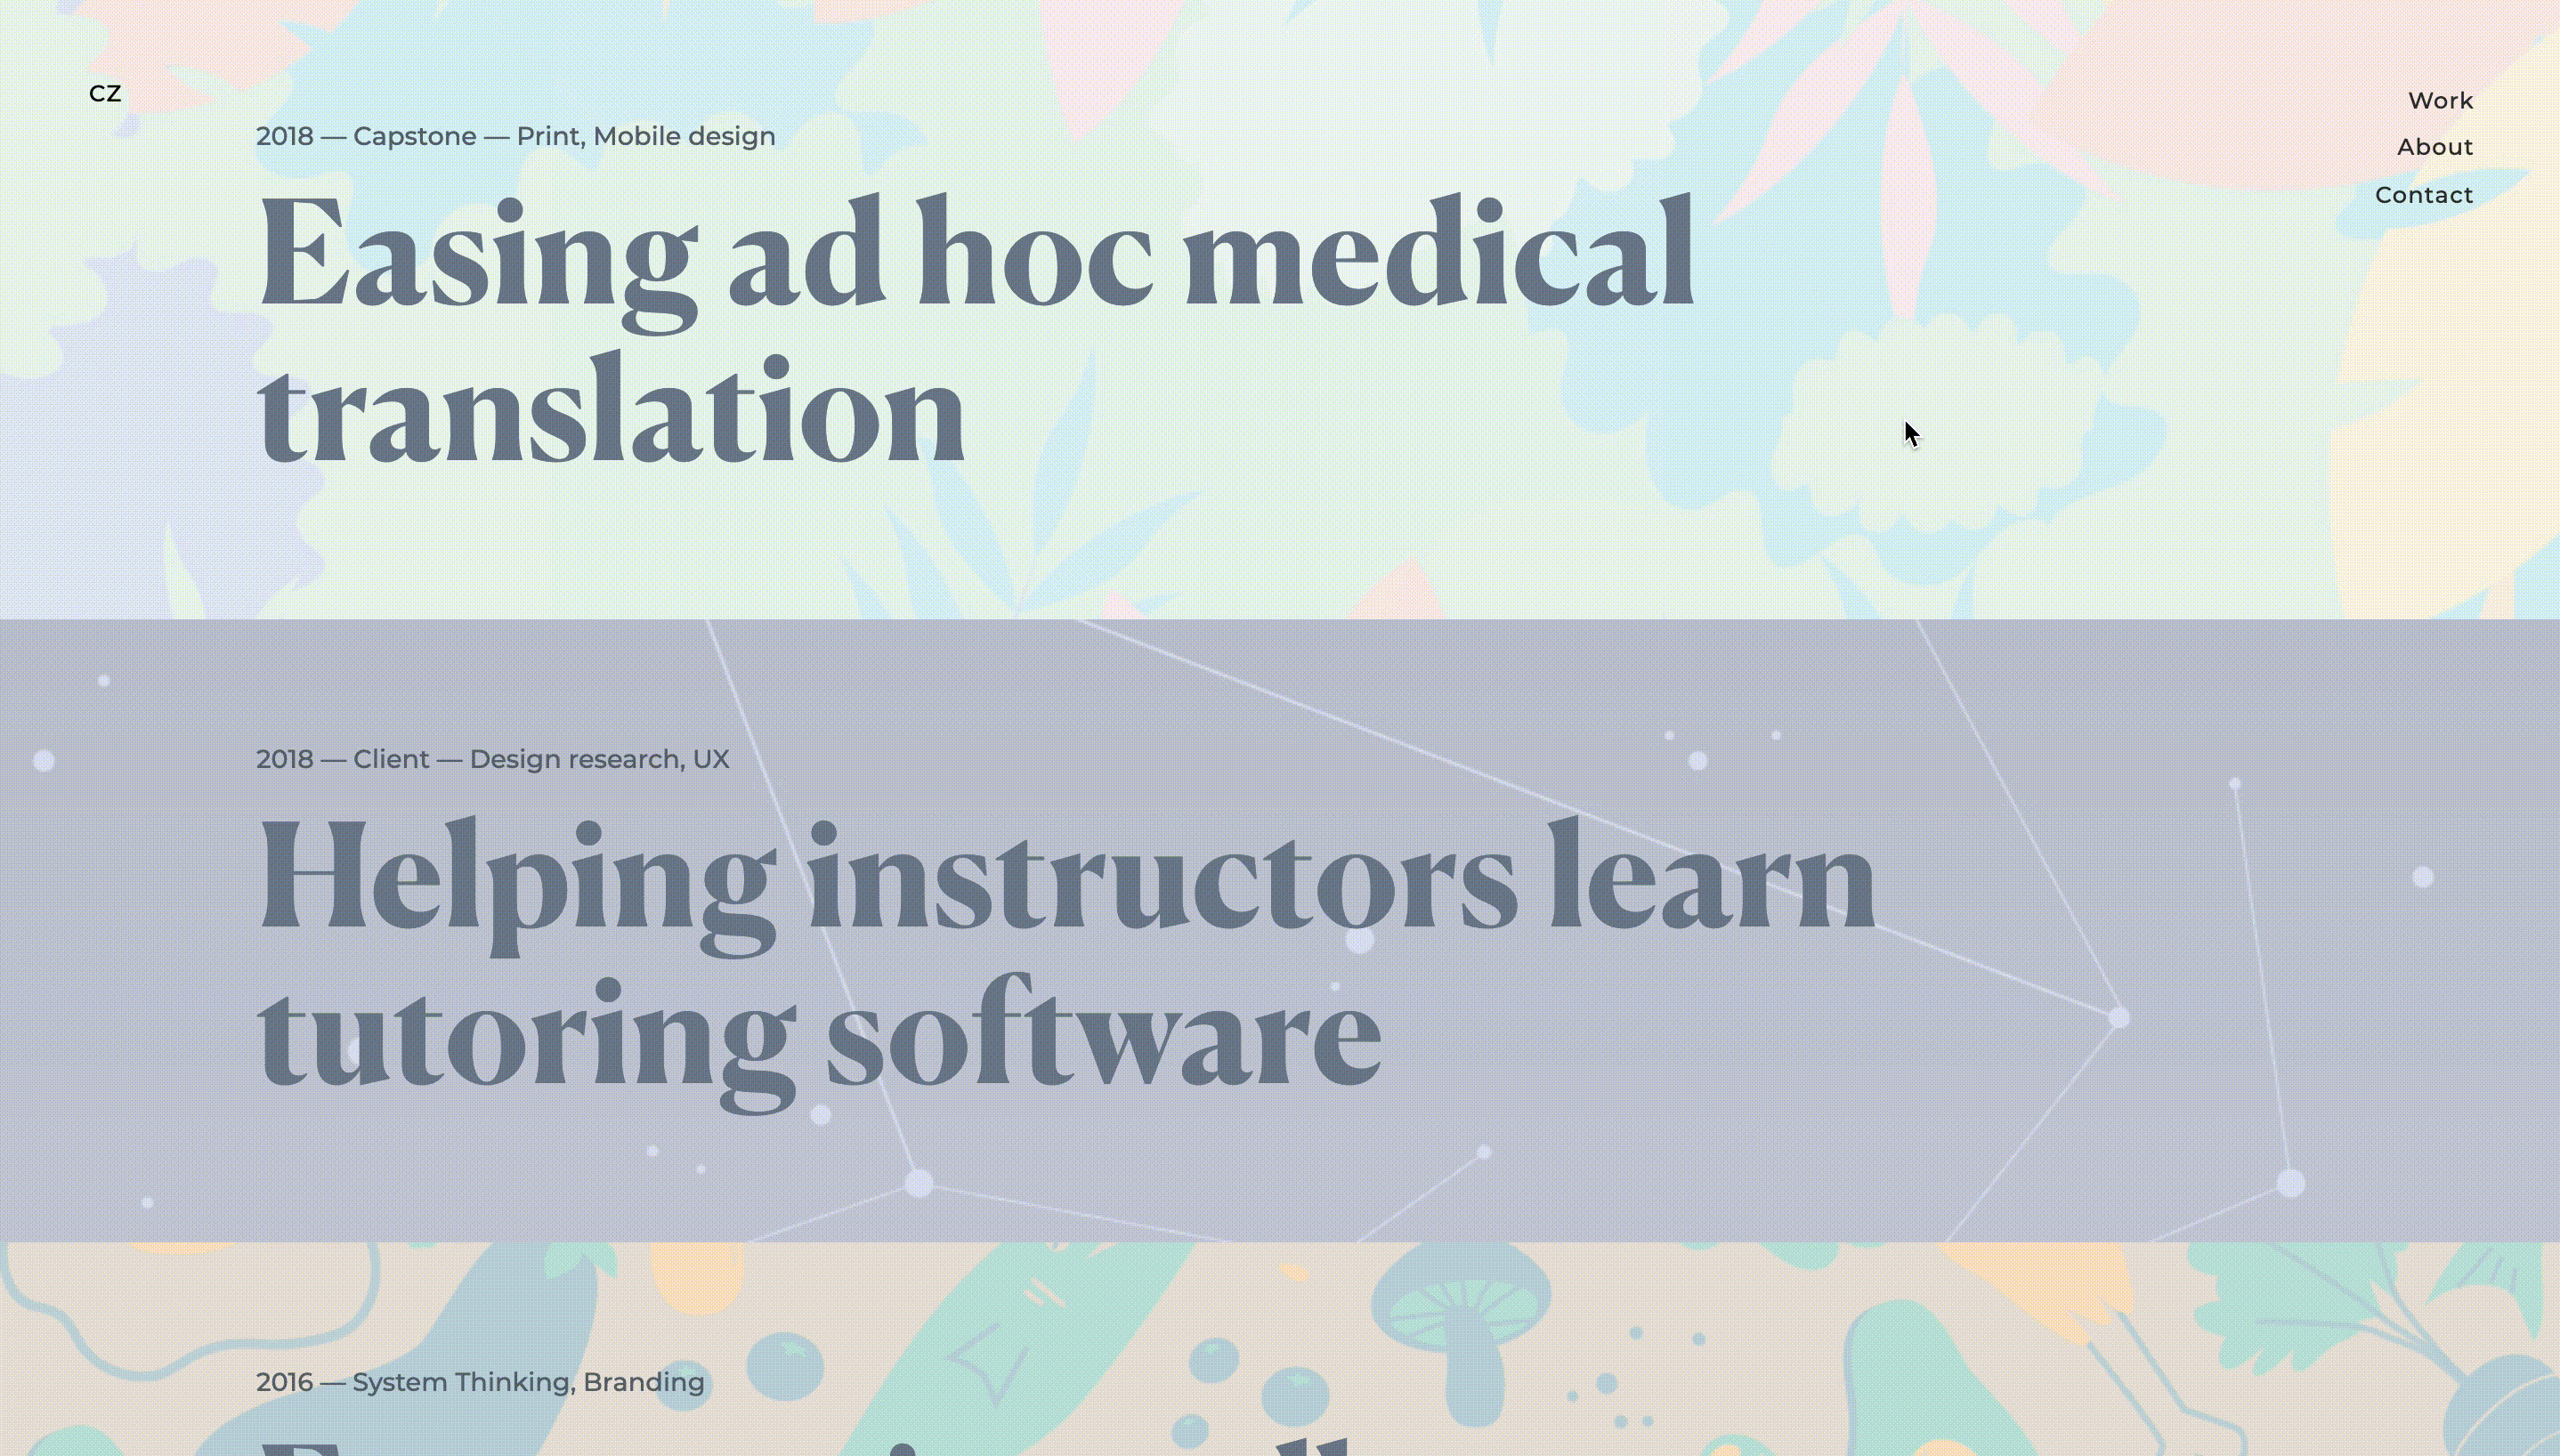 CZ
Work
About
Contact
2018 — Capstone — Print, Mobile design
Easing ad hoc medical
translation
2018 — Client — Design research, UX
Helping instructors learn
tutoring software
2016 — System Thinking, Branding